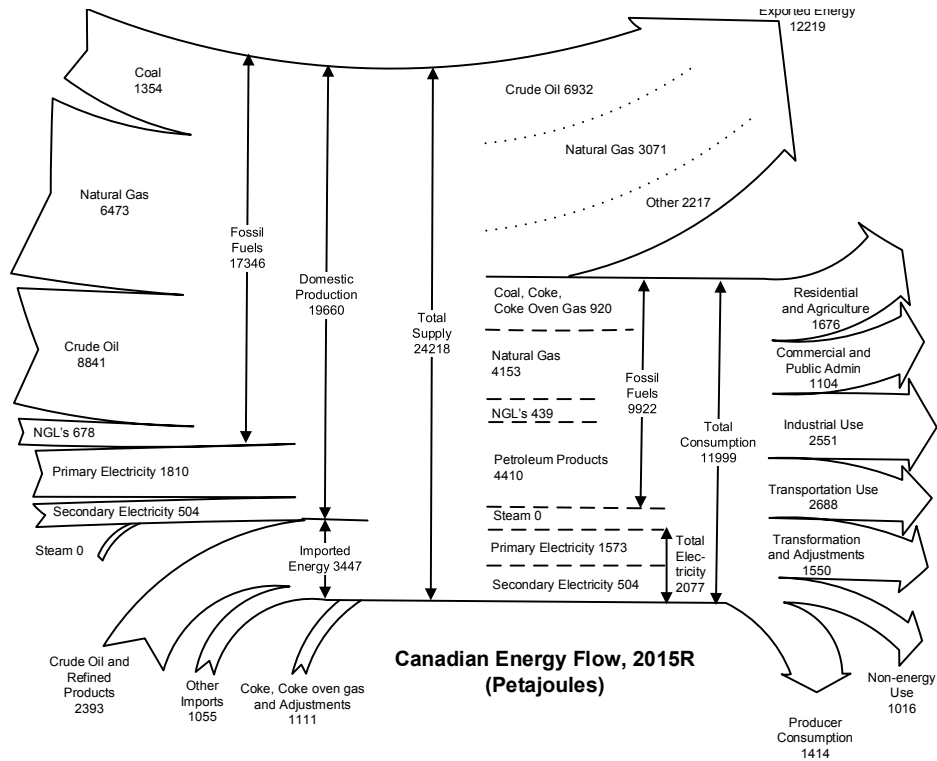 Exported Energy
12219
Coal
1354
Crude Oil 6932
Natural Gas 3071
Natural Gas
6473
Other 2217
Fossil
Fuels
17346
Domestic
Production
19660
Total
Supply
24218
Coal, Coke,
Coke Oven Gas 920
Residential
and Agriculture
1676
Crude Oil
8841
Natural Gas
4153
Commercial and
Public Admin
1104
Fossil
Fuels
9922
NGL's 439
Total
Consumption
11999
Industrial Use
2551
NGL's 678
Petroleum Products
4410
Primary Electricity 1810
Transportation Use
2688
Secondary Electricity 504
Steam 0
Steam 0
Imported
Energy 3447
Primary Electricity 1573
Total
Elec-
tricity
2077
Transformation
and Adjustments
1550
Secondary Electricity 504
Canadian Energy Flow, 2015R
(Petajoules)
Crude Oil and
Refined
Products
2393
Other
Imports
1055
Coke, Coke oven gas
and Adjustments
1111
Non-energy
Use
1016
Producer
Consumption
1414